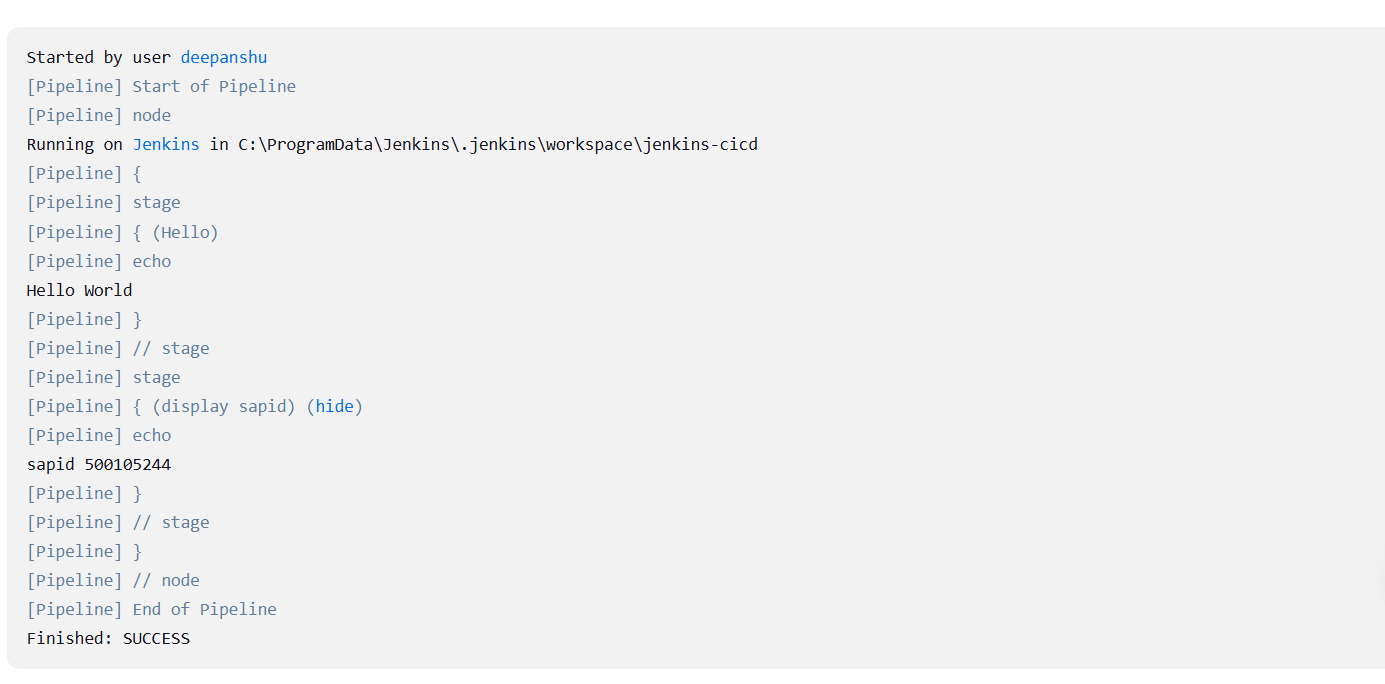 Started by user deepanshu
[Pipeline] Start of Pipeline
[Pipeline] node
Running on Jenkins in C:\ProgramData\Jenkins\.jenkins\workspace\jenkins-cicd
[Pipeline] {
[Pipeline] stage
[Pipeline] { (Hello)
[Pipeline] echo
Hello World
[Pipeline] }
[Pipeline] // stage
[Pipeline] stage
[Pipeline] { (display sapid) (hide)
[Pipeline] echo
sapid 500105244
[Pipeline] }
[Pipeline] // stage
[Pipeline] }
[Pipeline] // node
[Pipeline] End of Pipeline
Finished: SUCCESS